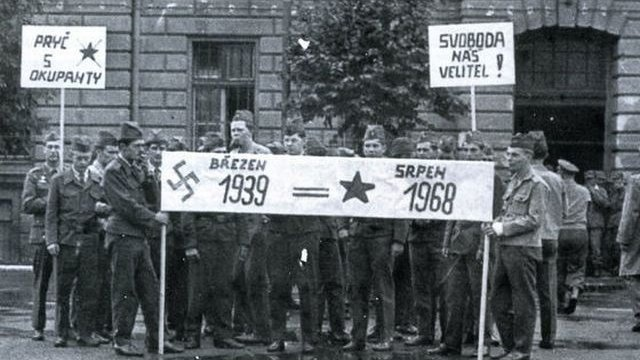 PRYČ
S
OKUPANTY
SVOBODA
NÁŠ
VELITEL!
BŘEZEN
1939
=
SRPEN
1968